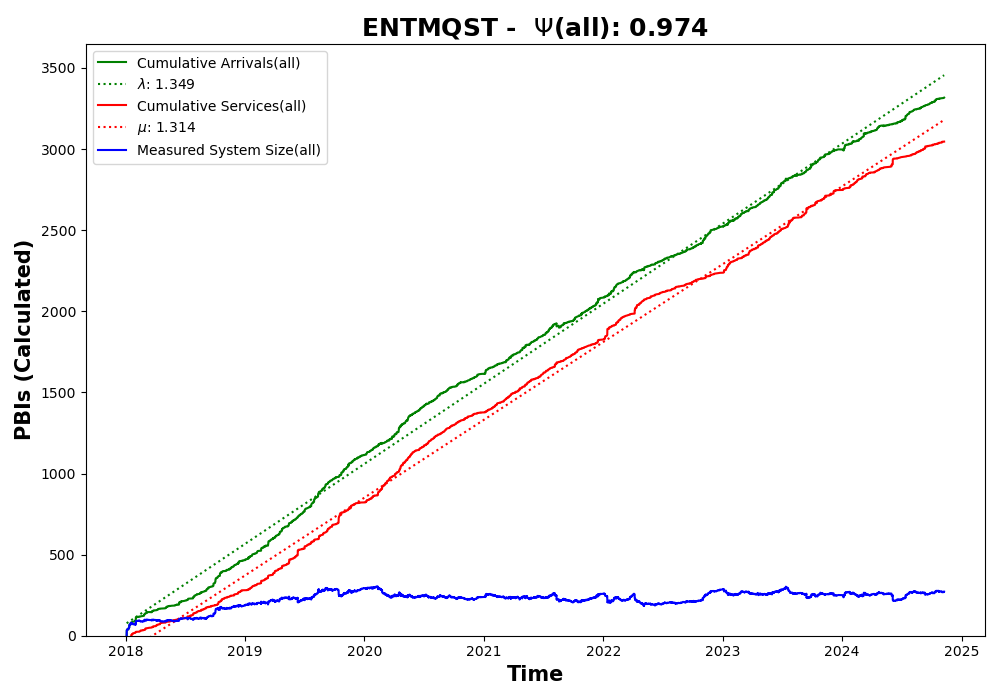 ENTMQST -  Ψ(all): 0.974
Cumulative Arrivals(all)
λ: 1.349
Cumulative Services(all)
μ: 1.314
Measured System Size(all)
PBIs (Calculated)
3500
3000
2500
2000
1500
1000
500
0
2018 2019 2020 2021 2022 2023 2024 2025
Time